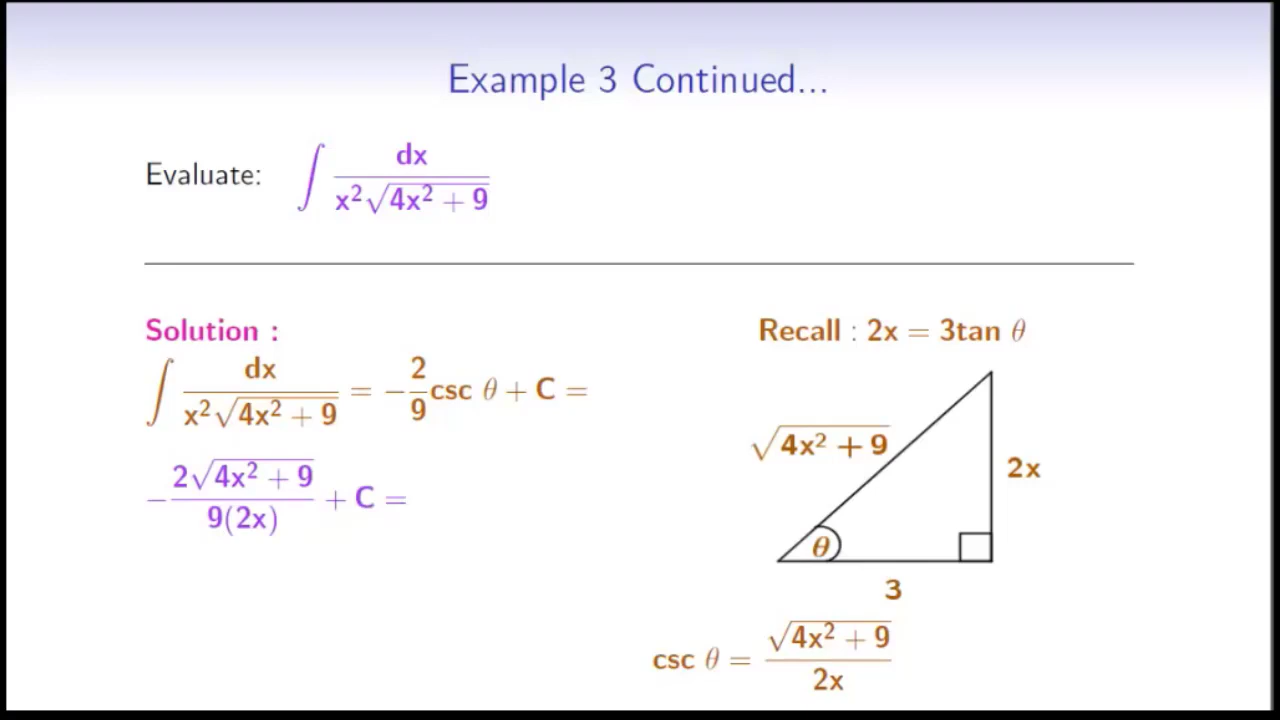 Example 3 Continued...
Evaluate: ∫ dx / x²√(4x² + 9)
Solution :
∫ dx / x²√(4x² + 9) = −2/9 csc θ + C =
−2√(4x² + 9) / 9(2x) + C =
Recall : 2x = 3tan θ
√(4x² + 9)
2x
θ
3
csc θ = √(4x² + 9) / 2x